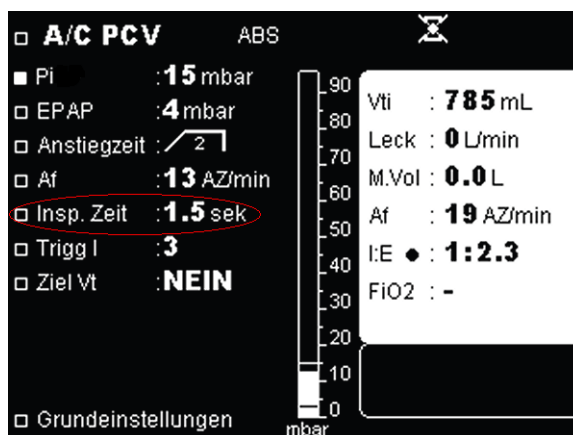 A/C PCV ABS
Pi :15 mbar
EPAP :4 mbar
Anstiegzeit : 2
Af :13 AZ/min
Insp. Zeit :1.5 sek
Trigg I :3
Ziel Vt :NEIN
Grundeinstellungen
90
80
70
60
50
40
30
20
10
0
mbar
Vti : 785 mL
Leck : 0 L/min
M.Vol : 0.0 L
Af : 19 AZ/min
I:E ● : 1:2.3
FiO2 : -